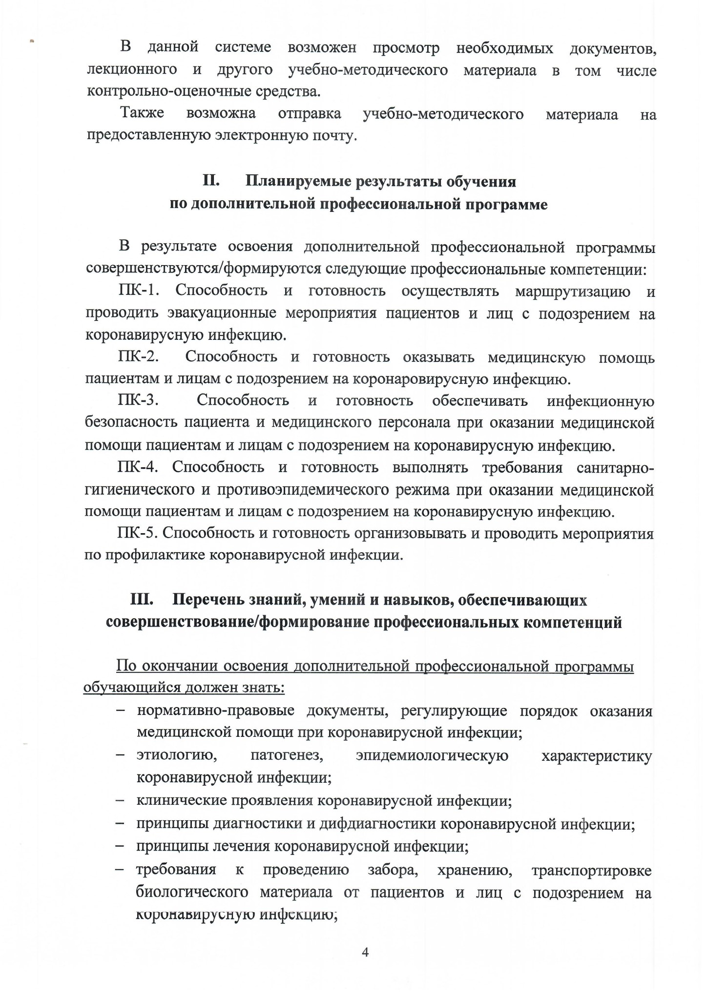 В данной системе возможен просмотр необходимых документов,
лекционного и другого учебно-методического материала в том числе
контрольно-оценочные средства.
Также возможна отправка учебно-методического материала на
предоставленную электронную почту.
II. Планируемые результаты обучения
по дополнительной профессиональной программе
В результате освоения дополнительной профессиональной программы
совершенствуются/формируются следующие профессиональные компетенции:
ПК-1. Способность и готовность осуществлять маршрутизацию и
проводить эвакуационные мероприятия пациентов и лиц с подозрением на
коронавирусную инфекцию.
ПК-2. Способность и готовность оказывать медицинскую помощь
пациентам и лицам с подозрением на коронаровирусную инфекцию.
ПК-3. Способность и готовность обеспечивать инфекционную
безопасность пациента и медицинского персонала при оказании медицинской
помощи пациентам и лицам с подозрением на коронавирусную инфекцию.
ПК-4. Способность и готовность выполнять требования санитарно-
гигиенического и противоэпидемического режима при оказании медицинской
помощи пациентам и лицам с подозрением на коронавирусную инфекцию.
ПК-5. Способность и готовность организовывать и проводить мероприятия
по профилактике коронавирусной инфекции.
III. Перечень знаний, умений и навыков, обеспечивающих
совершенствование/формирование профессиональных компетенций
По окончании освоения дополнительной профессиональной программы
обучающийся должен знать:
– нормативно-правовые документы, регулирующие порядок оказания
медицинской помощи при коронавирусной инфекции;
– этиологию, патогенез, эпидемиологическую характеристику
коронавирусной инфекции;
– клинические проявления коронавирусной инфекции;
– принципы диагностики и дифдиагностики коронавирусной инфекции;
– принципы лечения коронавирусной инфекции;
– требования к проведению забора, хранению, транспортировке
биологического материала от пациентов и лиц с подозрением на
коронавирусную инфекцию;
4